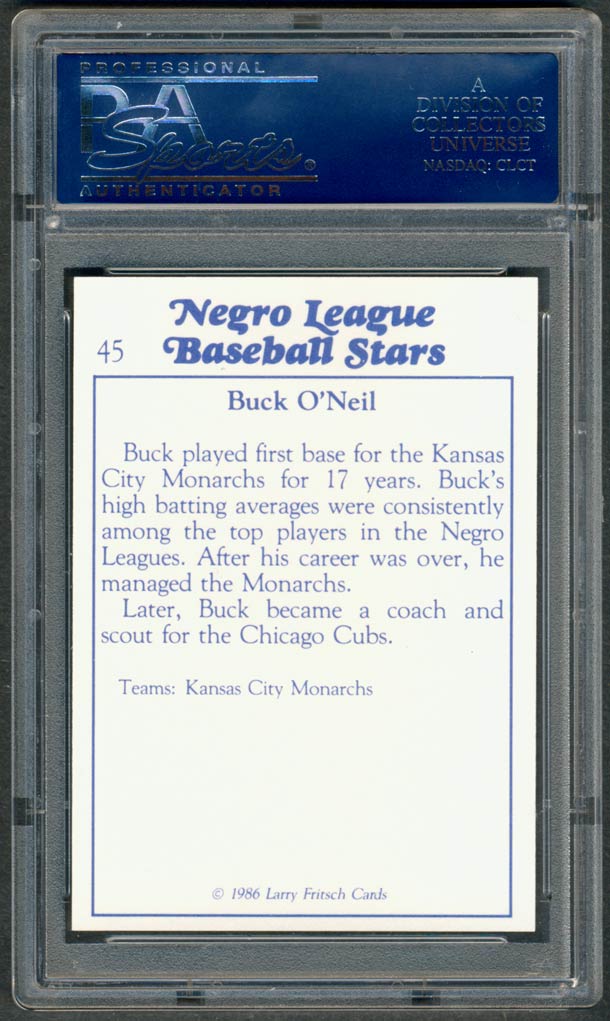 PROFESSIONAL
PSA
Sports®
AUTHENTICATOR
A
DIVISION OF
COLLECTORS
UNIVERSE
NASDAQ: CLCT
Negro League
45 Baseball Stars
Buck O'Neil
Buck played first base for the Kansas
City Monarchs for 17 years. Buck's
high batting averages were consistently
among the top players in the Negro
Leagues. After his career was over, he
managed the Monarchs.
Later, Buck became a coach and
scout for the Chicago Cubs.
Teams: Kansas City Monarchs
© 1986 Larry Fritsch Cards